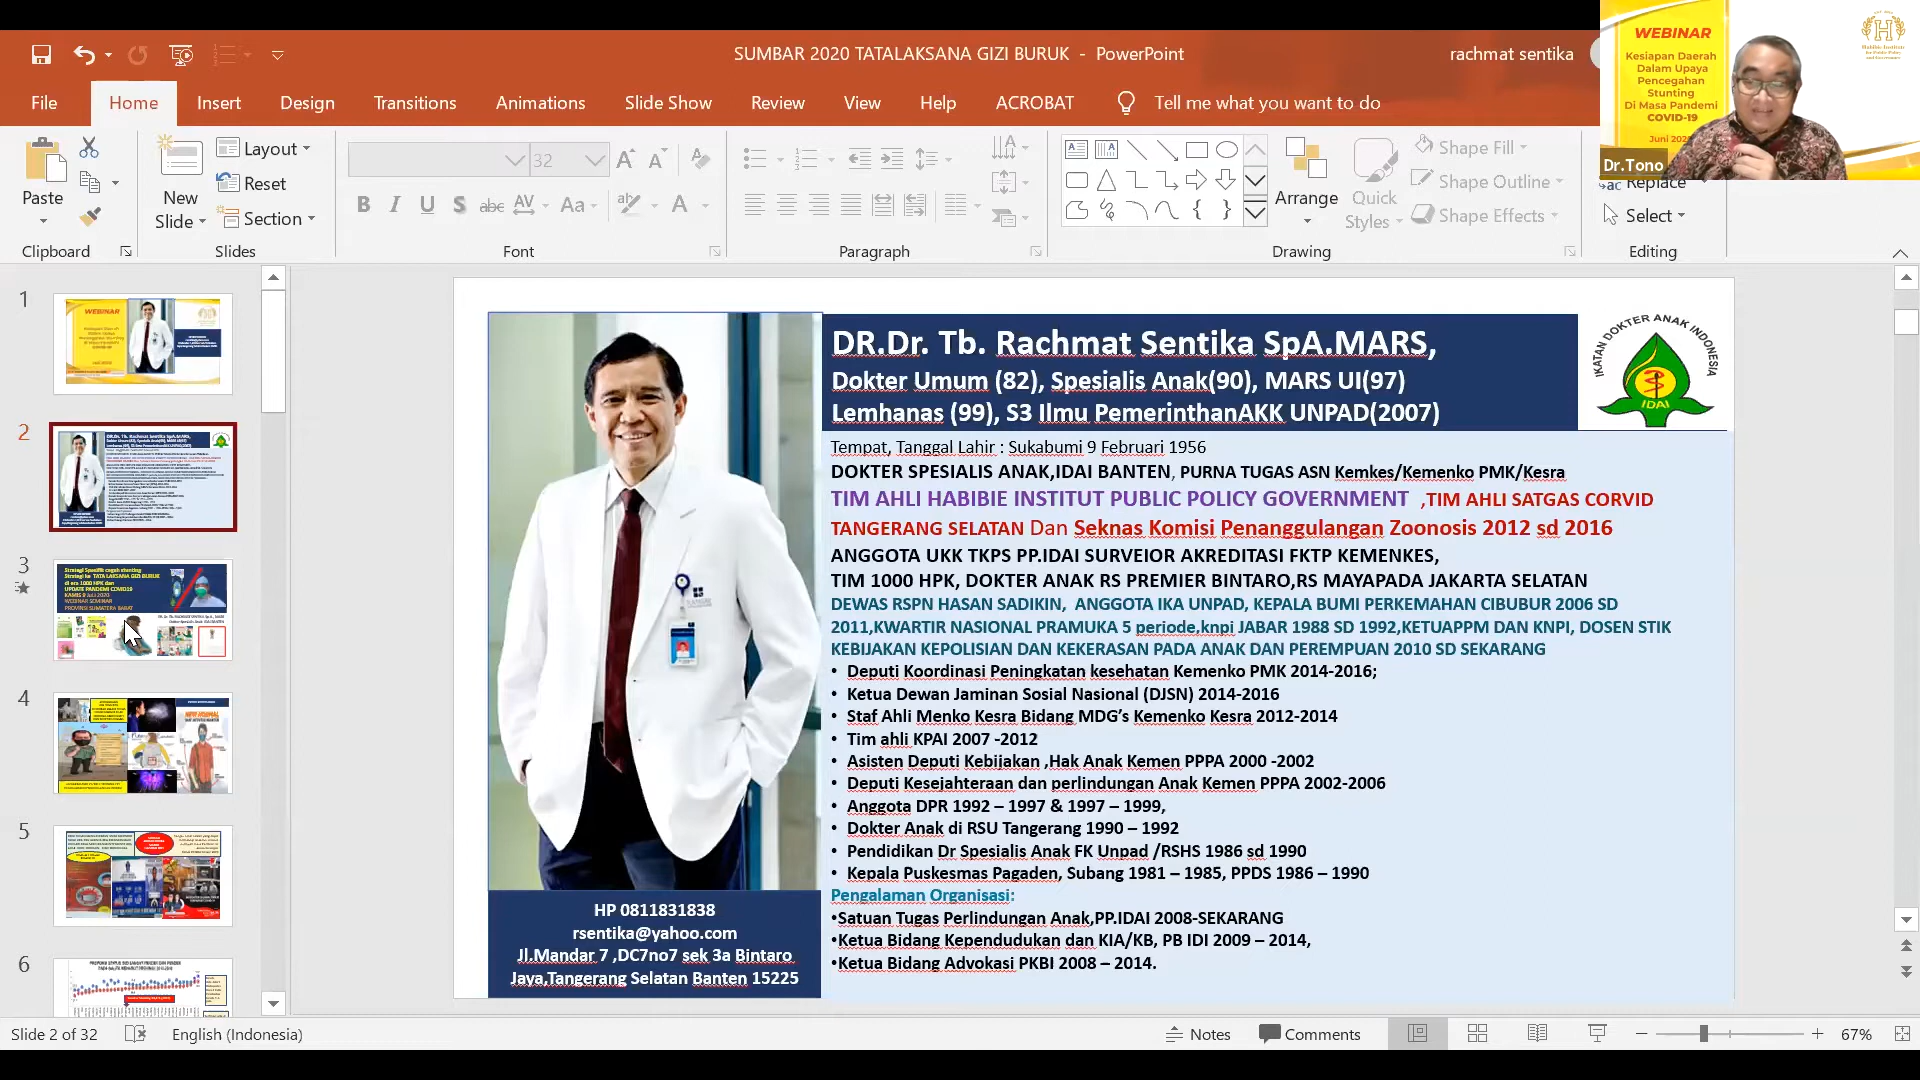 SUMBAR 2020 TATALAKSANA GIZI BURUK - PowerPoint
rachmat sentika
File Home Insert Design Transitions Animations Slide Show Review View Help ACROBAT Tell me what you want to do
Paste
Clipboard
New
Slide
Layout
Reset
Section
Slides
32
Font
Paragraph
Arrange
Quick
Styles
Shape Fill
Shape Outline
Shape Effects
Drawing
Replace
Select
Editing
WEBINAR
Kesiapan Daerah
Dalam Upaya
Pencegahan
Stunting
Di Masa Pandemi
COVID-19
Dr.Tono
Habibie Institute
1
2
3
4
5
6
WEBINAR
DR.Dr. Tb. Rachmat Sentika SpA.MARS,
Dokter Umum (82), Spesialis Anak(90), MARS UI(97)
Lemhanas (99), S3 Ilmu PemerinthanAKK UNPAD(2007)
IKATAN DOKTER ANAK INDONESIA
IDAI
Tempat, Tanggal Lahir : Sukabumi 9 Februari 1956
DOKTER SPESIALIS ANAK,IDAI BANTEN, PURNA TUGAS ASN Kemkes/Kemenko PMK/Kesra
TIM AHLI HABIBIE INSTITUT PUBLIC POLICY GOVERNMENT ,TIM AHLI SATGAS CORVID
TANGERANG SELATAN Dan Seknas Komisi Penanggulangan Zoonosis 2012 sd 2016
ANGGOTA UKK TKPS PP.IDAI SURVEIOR AKREDITASI FKTP KEMENKES,
TIM 1000 HPK, DOKTER ANAK RS PREMIER BINTARO,RS MAYAPADA JAKARTA SELATAN
DEWAS RSPN HASAN SADIKIN, ANGGOTA IKA UNPAD, KEPALA BUMI PERKEMAHAN CIBUBUR 2006 SD
2011,KWARTIR NASIONAL PRAMUKA 5 periode,knpi JABAR 1988 SD 1992,KETUAPPM DAN KNPI, DOSEN STIK
KEBIJAKAN KEPOLISIAN DAN KEKERASAN PADA ANAK DAN PEREMPUAN 2010 SD SEKARANG
• Deputi Koordinasi Peningkatan kesehatan Kemenko PMK 2014-2016;
• Ketua Dewan Jaminan Sosial Nasional (DJSN) 2014-2016
• Staf Ahli Menko Kesra Bidang MDG’s Kemenko Kesra 2012-2014
• Tim ahli KPAI 2007 -2012
• Asisten Deputi Kebijakan ,Hak Anak Kemen PPPA 2000 -2002
• Deputi Kesejahteraan dan perlindungan Anak Kemen PPPA 2002-2006
• Anggota DPR 1992 – 1997 & 1997 – 1999,
• Dokter Anak di RSU Tangerang 1990 – 1992
• Pendidikan Dr Spesialis Anak FK Unpad /RSHS 1986 sd 1990
• Kepala Puskesmas Pagaden, Subang 1981 – 1985, PPDS 1986 – 1990
Pengalaman Organisasi:
•Satuan Tugas Perlindungan Anak,PP.IDAI 2008-SEKARANG
•Ketua Bidang Kependudukan dan KIA/KB, PB IDI 2009 – 2014,
•Ketua Bidang Advokasi PKBI 2008 – 2014.
HP 0811831838
rsentika@yahoo.com
Jl.Mandar 7 ,DC7no7 sek 3a Bintaro
Jaya,Tangerang Selatan Banten 15225
Slide 2 of 32
English (Indonesia)
Notes
Comments
67%